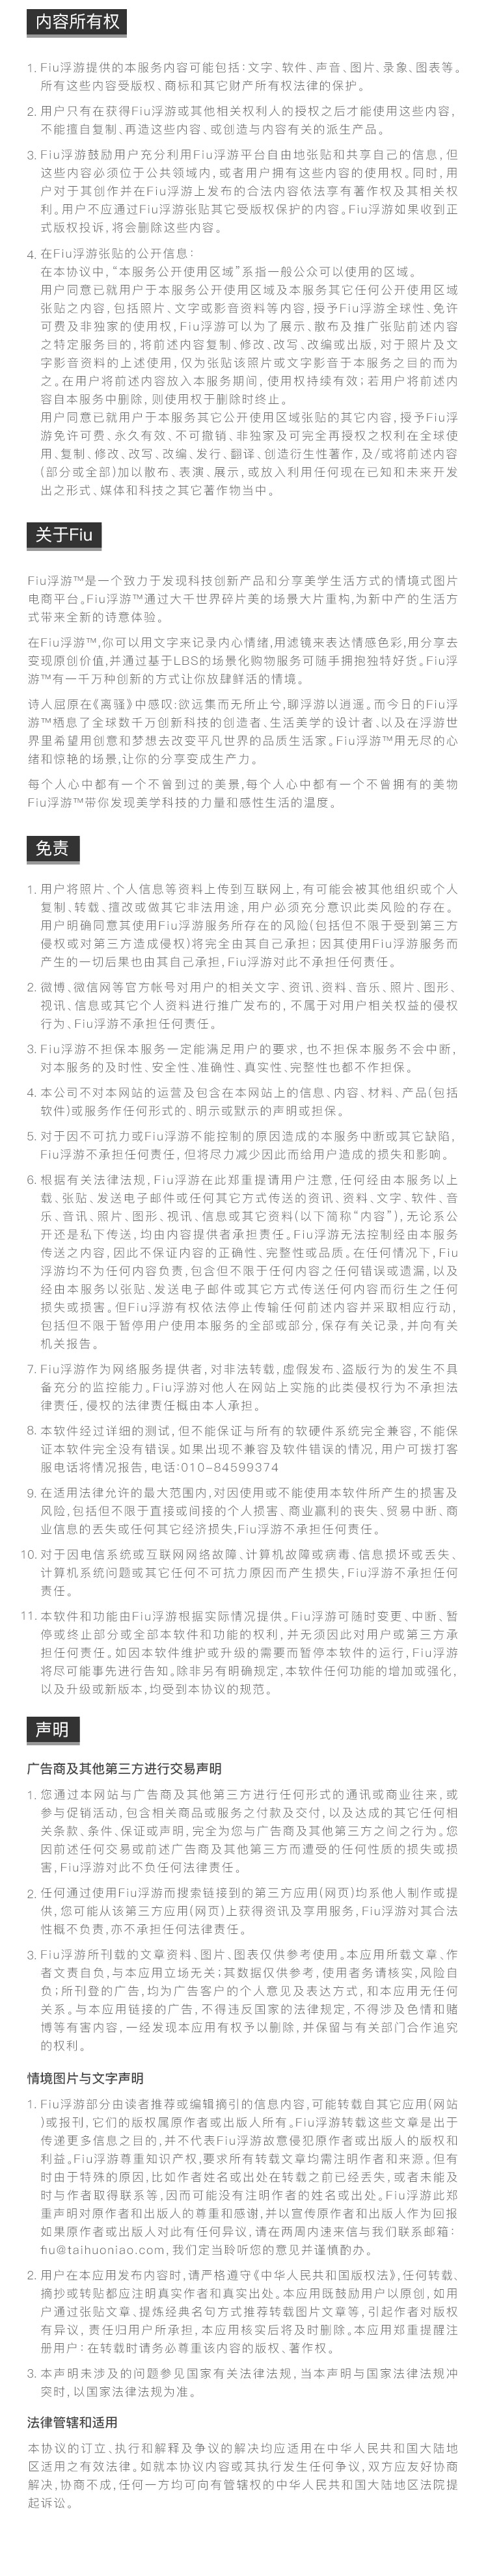 内容所有权
1. Fiu浮游提供的本服务内容可能包括：文字、软件、声音、图片、录象、图表等。
所有这些内容受版权、商标和其它财产所有权法律的保护。
2. 用户只有在获得Fiu浮游或其他相关权利人的授权之后才能使用这些内容，
不能擅自复制、再造这些内容、或创造与内容有关的派生产品。
3. Fiu浮游鼓励用户充分利用Fiu浮游平台自由地张贴和共享自己的信息，但
这些内容必须位于公共领域内，或者用户拥有这些内容的使用权。同时，用
户对于其创作并在Fiu浮游上发布的合法内容依法享有著作权及其相关权
利。用户不应通过Fiu浮游张贴其它受版权保护的内容。Fiu浮游如果收到正
式版权投诉，将会删除这些内容。
4. 在Fiu浮游张贴的公开信息：
在本协议中，“本服务公开使用区域”系指一般公众可以使用的区域。
用户同意已就用户于本服务公开使用区域及本服务其它任何公开使用区域
张贴之内容，包括照片、文字或影音资料等内容，授予Fiu浮游全球性、免许
可费及非独家的使用权，Fiu浮游可以为了展示、散布及推广张贴前述内容
之特定服务目的，将前述内容复制、修改、改写、改编或出版，对于照片及文
字影音资料的上述使用，仅为张贴该照片或文字影音于本服务之目的而为
之。在用户将前述内容放入本服务期间，使用权持续有效；若用户将前述内
容自本服务中删除，则使用权于删除时终止。
用户同意已就用户于本服务其它公开使用区域张贴的其它内容，授予Fiu浮
游免许可费、永久有效、不可撤销、非独家及可完全再授权之权利在全球使
用、复制、修改、改写、改编、发行、翻译、创造衍生性著作，及/或将前述内容
（部分或全部）加以散布、表演、展示，或放入利用任何现在已知和未来开发
出之形式、媒体和科技之其它著作物当中。
关于Fiu
Fiu浮游™是一个致力于发现科技创新产品和分享美学生活方式的情境式图片
电商平台。Fiu浮游™通过大千世界碎片美的场景大片重构,为新中产的生活方
式带来全新的诗意体验。
在Fiu浮游™,你可以用文字来记录内心情绪,用滤镜来表达情感色彩,用分享去
变现原创价值,并通过基于LBS的场景化购物服务可随手拥抱独特好货。Fiu浮
游™有一千万种创新的方式让你放肆鲜活的情境。
诗人屈原在《离骚》中感叹:欲远集而无所止兮,聊浮游以逍遥。而今日的Fiu浮
游™栖息了全球数千万创新科技的创造者、生活美学的设计者、以及在浮游世
界里希望用创意和梦想去改变平凡世界的品质生活家。Fiu浮游™用无尽的心
绪和惊艳的场景,让你的分享变成生产力。
每个人心中都有一个不曾到过的美景,每个人心中都有一个不曾拥有的美物
Fiu浮游™带你发现美学科技的力量和感性生活的温度。
免责
1. 用户将照片、个人信息等资料上传到互联网上，有可能会被其他组织或个人
复制、转载、擅改或做其它非法用途，用户必须充分意识此类风险的存在。
用户明确同意其使用Fiu浮游服务所存在的风险（包括但不限于受到第三方
侵权或对第三方造成侵权）将完全由其自己承担；因其使用Fiu浮游服务而
产生的一切后果也由其自己承担，Fiu浮游对此不承担任何责任。
2. 微博、微信网等官方帐号对用户的相关文字、资讯、资料、音乐、照片、图形、
视讯、信息或其它个人资料进行推广发布的，不属于对用户相关权益的侵权
行为、Fiu浮游不承担任何责任。
3. Fiu浮游不担保本服务一定能满足用户的要求，也不担保本服务不会中断，
对本服务的及时性、安全性、准确性、真实性、完整性也都不作担保。
4. 本公司不对本网站的运营及包含在本网站上的信息、内容、材料、产品（包括
软件）或服务作任何形式的、明示或默示的声明或担保。
5. 对于因不可抗力或Fiu浮游不能控制的原因造成的本服务中断或其它缺陷，
Fiu浮游不承担任何责任，但将尽力减少因此而给用户造成的损失和影响。
6. 根据有关法律法规，Fiu浮游在此郑重提请用户注意，任何经由本服务以上
载、张贴、发送电子邮件或任何其它方式传送的资讯、资料、文字、软件、音
乐、音讯、照片、图形、视讯、信息或其它资料（以下简称“内容”），无论系公
开还是私下传送，均由内容提供者承担责任。Fiu浮游无法控制经由本服务
传送之内容，因此不保证内容的正确性、完整性或品质。在任何情况下，Fiu
浮游均不为任何内容负责，包含但不限于任何内容之任何错误或遗漏，以及
经由本服务以张贴、发送电子邮件或其它方式传送任何内容而衍生之任何
损失或损害。但Fiu浮游有权依法停止传输任何前述内容并采取相应行动，
包括但不限于暂停用户使用本服务的全部或部分，保存有关记录，并向有关
机关报告。
7. Fiu浮游作为网络服务提供者，对非法转载，虚假发布、盗版行为的发生不具
备充分的监控能力。Fiu浮游对他人在网站上实施的此类侵权行为不承担法
律责任，侵权的法律责任概由本人承担。
8. 本软件经过详细的测试，但不能保证与所有的软硬件系统完全兼容，不能保
证本软件完全没有错误。如果出现不兼容及软件错误的情况，用户可拨打客
服电话将情况报告，电话:010-84599374
9. 在适用法律允许的最大范围内，对因使用或不能使用本软件所产生的损害及
风险，包括但不限于直接或间接的个人损害、商业赢利的丧失、贸易中断、商
业信息的丢失或任何其它经济损失,Fiu浮游不承担任何责任。
10. 对于因电信系统或互联网网络故障、计算机故障或病毒、信息损坏或丢失、
计算机系统问题或其它任何不可抗力原因而产生损失，Fiu浮游不承担任何
责任。
11. 本软件和功能由Fiu浮游根据实际情况提供。Fiu浮游可随时变更、中断、暂
停或终止部分或全部本软件和功能的权利，并无须因此对用户或第三方承
担任何责任。如因本软件维护或升级的需要而暂停本软件的运行，Fiu浮游
将尽可能事先进行告知。除非另有明确规定，本软件任何功能的增加或强化，
以及升级或新版本，均受到本协议的规范。
声明
广告商及其他第三方进行交易声明
1. 您通过本网站与广告商及其他第三方进行任何形式的通讯或商业往来，或
参与促销活动，包含相关商品或服务之付款及交付，以及达成的其它任何相
关条款、条件、保证或声明，完全为您与广告商及其他第三方之间之行为。您
因前述任何交易或前述广告商及其他第三方而遭受的任何性质的损失或损
害，Fiu浮游对此不负任何法律责任。
2. 任何通过使用Fiu浮游而搜索链接到的第三方应用（网页）均系他人制作或提
供，您可能从该第三方应用（网页）上获得资讯及享用服务，Fiu浮游对其合法
性概不负责，亦不承担任何法律责任。
3. Fiu浮游所刊载的文章资料、图片、图表仅供参考使用。本应用所载文章、作
者文责自负，与本应用立场无关；其数据仅供参考，使用者务请核实，风险自
负；所刊登的广告，均为广告客户的个人意见及表达方式，和本应用无任何
关系。与本应用链接的广告，不得违反国家的法律规定，不得涉及色情和赌
博等有害内容，一经发现本应用有权予以删除，并保留与有关部门合作追究
的权利。
情境图片与文字声明
1. Fiu浮游部分由读者推荐或编辑摘引的信息内容，可能转载自其它应用（网站
）或报刊，它们的版权属原作者或出版人所有。Fiu浮游转载这些文章是出于
传递更多信息之目的，并不代表Fiu浮游故意侵犯原作者或出版人的版权和
利益。Fiu浮游尊重知识产权，要求所有转载文章均需注明作者和来源。但有
时由于特殊的原因，比如作者姓名或出处在转载之前已经丢失，或者未能及
时与作者取得联系等，因而可能没有注明作者的姓名或出处。Fiu浮游此郑
重声明对原作者和出版人的尊重和感谢，并以宣传原作者和出版人作为回报
如果原作者或出版人对此有任何异议，请在两周内速来信与我们联系邮箱：
fiu@taihuoniao.com，我们定当聆听您的意见并谨慎酌办。
2. 用户在本应用发布内容时，请严格遵守《中华人民共和国版权法》，任何转载、
摘抄或转贴都应注明真实作者和真实出处。本应用既鼓励用户以原创，如用
户通过张贴文章、提炼经典名句方式推荐转载图片文章等，引起作者对版权
有异议，责任归用户所承担，本应用核实后将及时删除。本应用郑重提醒注
册用户：在转载时请务必尊重该内容的版权、著作权。
3. 本声明未涉及的问题参见国家有关法律法规，当本声明与国家法律法规冲
突时，以国家法律法规为准。
法律管辖和适用
本协议的订立、执行和解释及争议的解决均应适用在中华人民共和国大陆地
区适用之有效法律。如就本协议内容或其执行发生任何争议，双方应友好协商
解决，协商不成，任何一方均可向有管辖权的中华人民共和国大陆地区法院提
起诉讼。